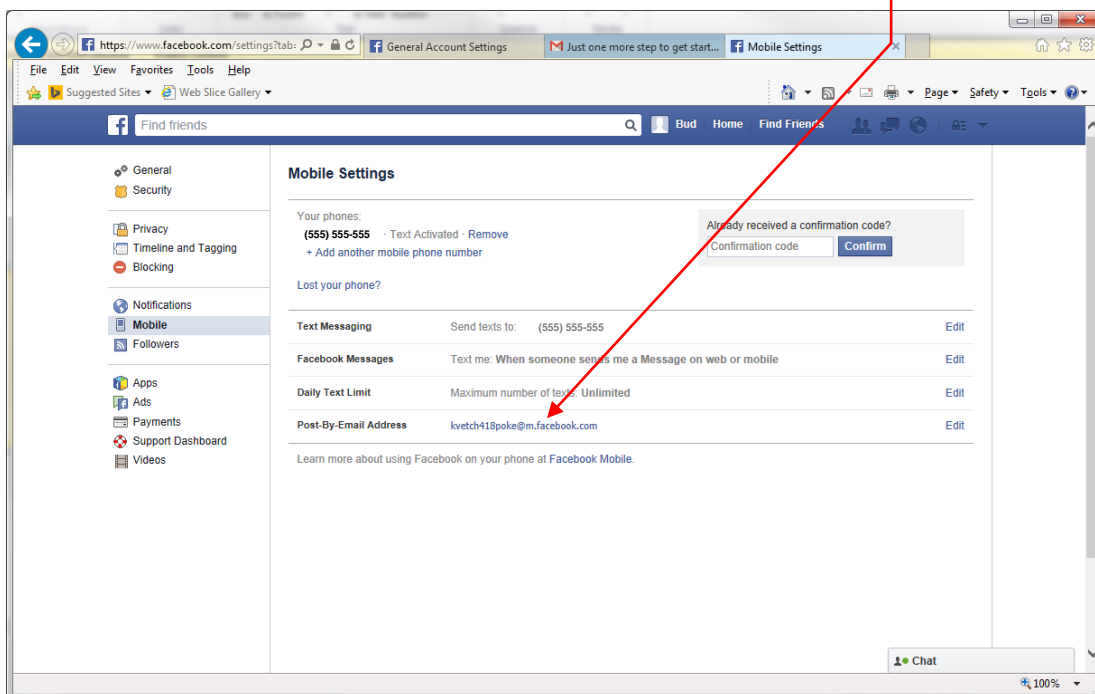 https://www.facebook.com/settings?tab= General Account Settings Just one more step to get start... Mobile Settings
File Edit View Favorites Tools Help
Suggested Sites Web Slice Gallery Page Safety Tools
f Find friends Bud Home Find Friends
General
Security
Privacy
Timeline and Tagging
Blocking
Notifications
Mobile
Followers
Apps
Ads
Payments
Support Dashboard
Videos
Mobile Settings
Your phones:
(555) 555-555 · Text Activated · Remove
+ Add another mobile phone number
Lost your phone?
Already received a confirmation code?
Confirmation code Confirm
Text Messaging Send texts to: (555) 555-555 Edit
Facebook Messages Text me: When someone sends me a Message on web or mobile Edit
Daily Text Limit Maximum number of texts: Unlimited Edit
Post-By-Email Address kvetch418poke@m.facebook.com Edit
Learn more about using Facebook on your phone at Facebook Mobile.
Chat
100%